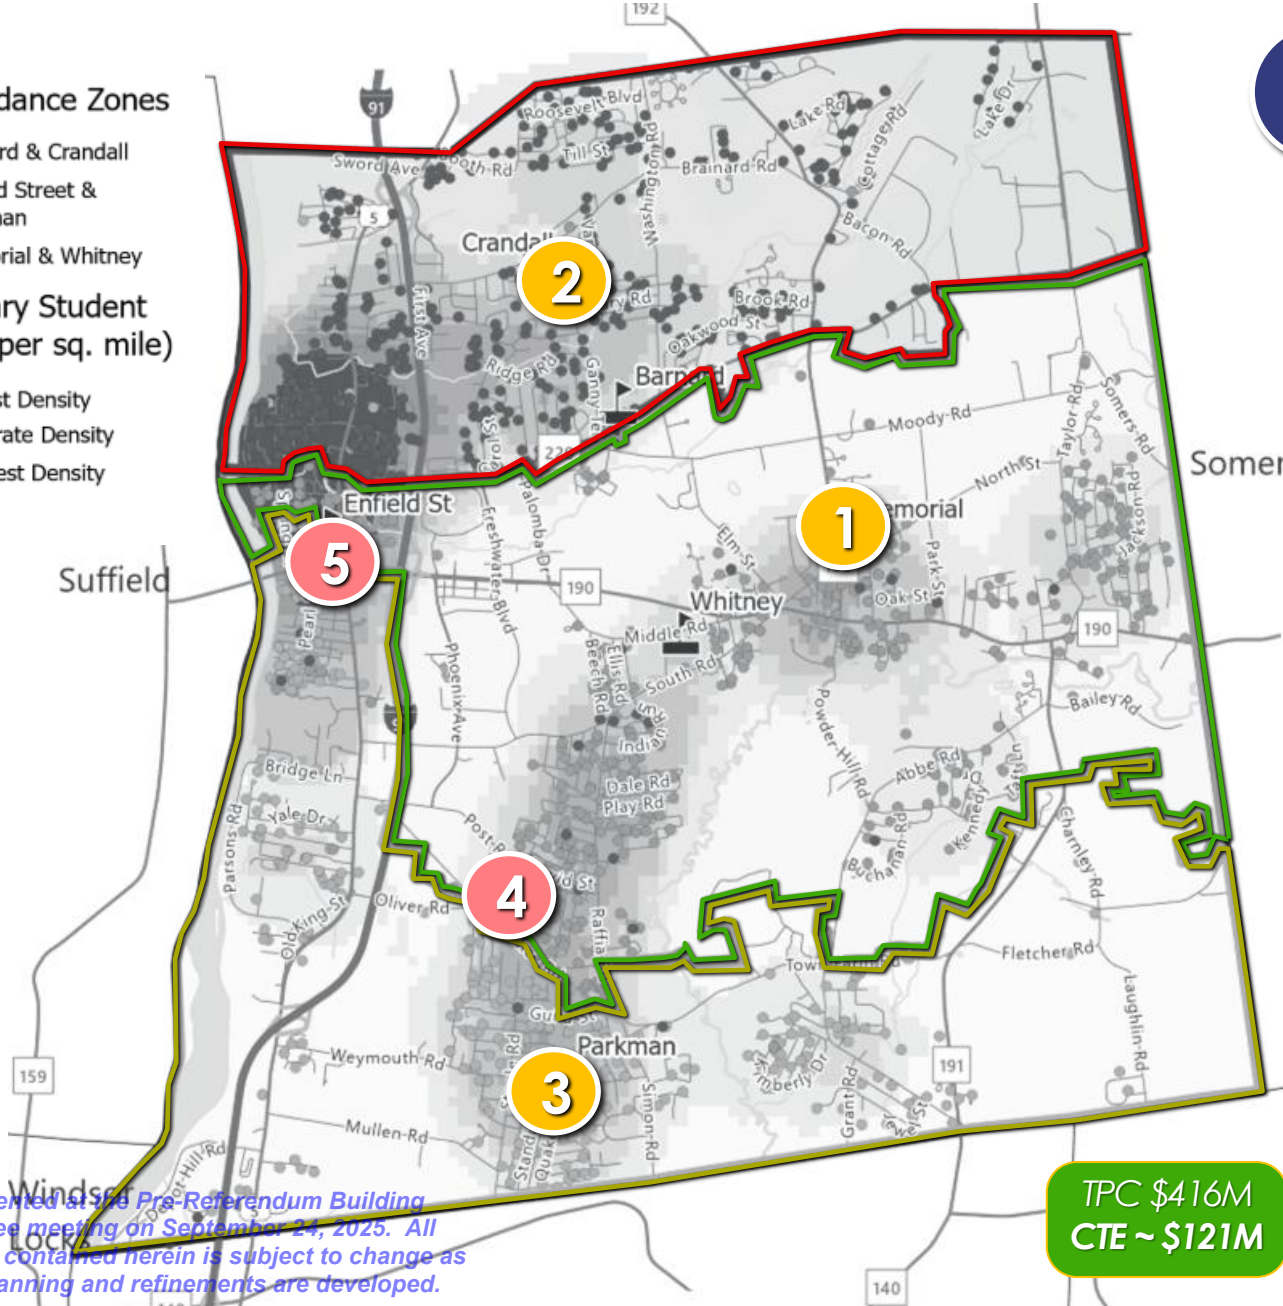 192
dance Zones
91
Roosevelt Blvd
Lake Rd
Cottage Rd
Lake Dr
rd & Crandall
Sword Ave
Booth Rd
Till St
Washington Rd
Brainard Rd
d Street &
nan
5
Bacon Rd
rial & Whitney
Crandall
2
ry Rd
Brook Rd
ry Student
per sq. mile)
First Ave
Oakwood St
Ridge Rd
Barnard
st Density
rate Density
est Density
220
Moody Rd
Taylor Rd
Somers Rd
North St
Somer
Enfield St
Palomba Dr
Freshwater Blvd
1
emorial
Jackson Rd
Elm St
Park St
5
Suffield
190
Whitney
Oak St
Pearl
Middle Rd
190
Beech Rd
Ellis Rd
South Rd
Phoenix Ave
Powder Hill Rd
Bailey Rd
Indian Run
Bridge Ln
Abbe Rd
Dale Rd
Play Rd
Yale Dr
Parsons Rd
Kennedy Dr
Charnley Rd
Buchanan Rd
4
vid St
Old King St
Oliver Rd
Raffia
Fletcher Rd
Laughlin Rd
Parkman
Weymouth Rd
159
191
3
Simon Rd
Grant Rd
Jewel St
Mullen Rd
Windsor
Locks
ented at the Pre-Referendum Building
ee meeting on September 24, 2025.  All
contained herein is subject to change as
anning and refinements are developed.
TPC $416M
CTE ~ $121M
140